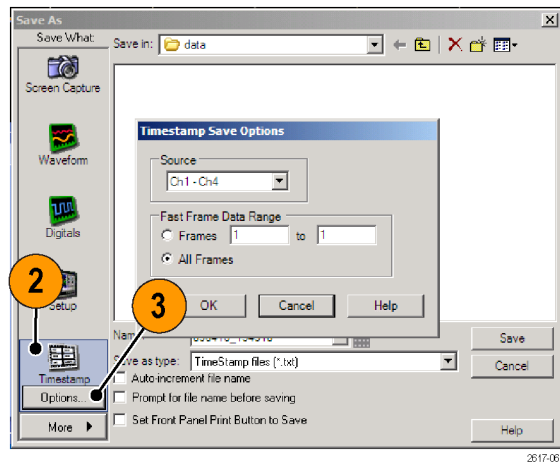 Save As
Save What:
Save in: data
Screen Capture
Waveform
Digitals
Setup
Timestamp
Options...
More
Timestamp Save Options
Source
Ch1 - Ch4
Fast Frame Data Range
Frames 1 to 1
All Frames
OK Cancel Help
2
3
Save
Save as type: TimeStamp files (*.txt)
Cancel
Auto-increment file name
Prompt for file name before saving
Set Front Panel Print Button to Save
Help